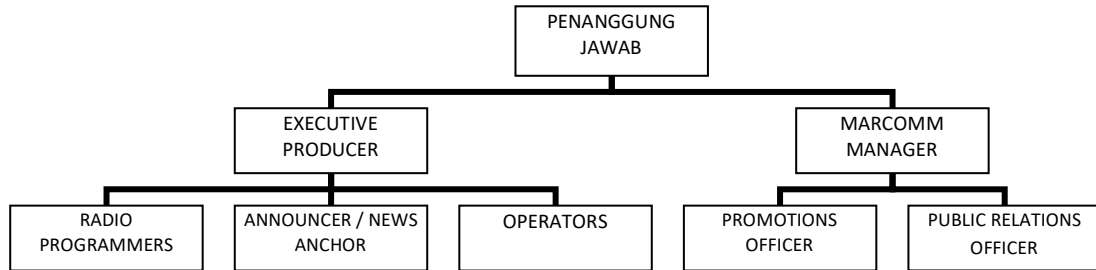 PENANGGUNG
JAWAB
EXECUTIVE
PRODUCER
MARCOMM
MANAGER
RADIO
PROGRAMMERS
ANNOUNCER / NEWS
ANCHOR
OPERATORS
PROMOTIONS
OFFICER
PUBLIC RELATIONS
OFFICER